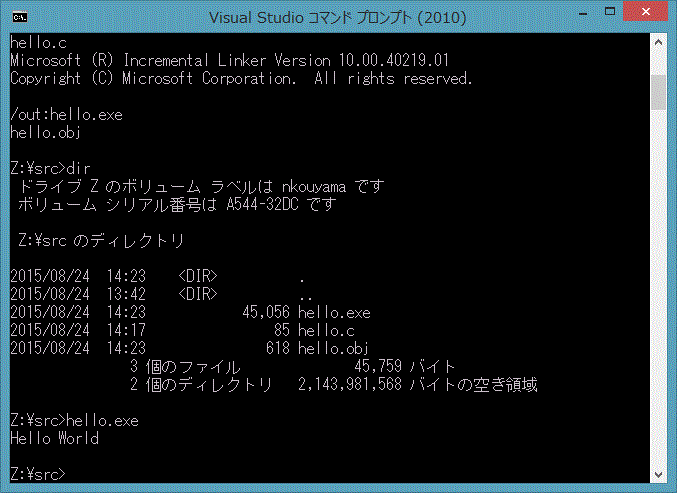 Visual Studio コマンド プロンプト (2010)
hello.c
Microsoft (R) Incremental Linker Version 10.00.40219.01
Copyright (C) Microsoft Corporation.  All rights reserved.
/out:hello.exe
hello.obj
Z:¥src>dir
ドライブ Z のボリューム ラベルは nkouyama です
ボリューム シリアル番号は A544-32DC です
Z:¥src のディレクトリ
2015/08/24  14:23    <DIR>          .
2015/08/24  13:42    <DIR>          ..
2015/08/24  14:23            45,056 hello.exe
2015/08/24  14:17                85 hello.c
2015/08/24  14:23               618 hello.obj
3 個のファイル              45,759 バイト
2 個のディレクトリ   2,143,981,568 バイトの空き領域
Z:¥src>hello.exe
Hello World
Z:¥src>